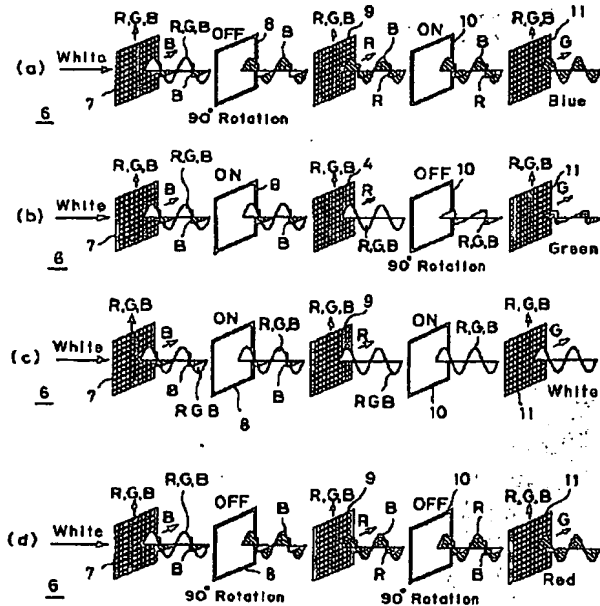 R,G,B R,G,B OFF 8 B R,G,B 9 R B ON 10 B R,G,B 11 G
(a) White B
6 7 B 90° Rotation R R Blue
R,G,B R,G,B ON 8 R,G,B 4 OFF 10 R,G,B 11
(b) White B R G
6 7 B B R,G,B R,G,B Green
90° Rotation
R,G,B R,G,B ON R,G,B R,G,B 9 ON R,G,B R,G,B
(c) White B R G
6 7 B RGB 8 B RGB 10 11 White
R,G,B R,G,B OFF B R,G,B 9 B OFF 10 R R,G,B 11
(d) White B R G
6 7 B 8 R B Red
90° Rotation 90° Rotation